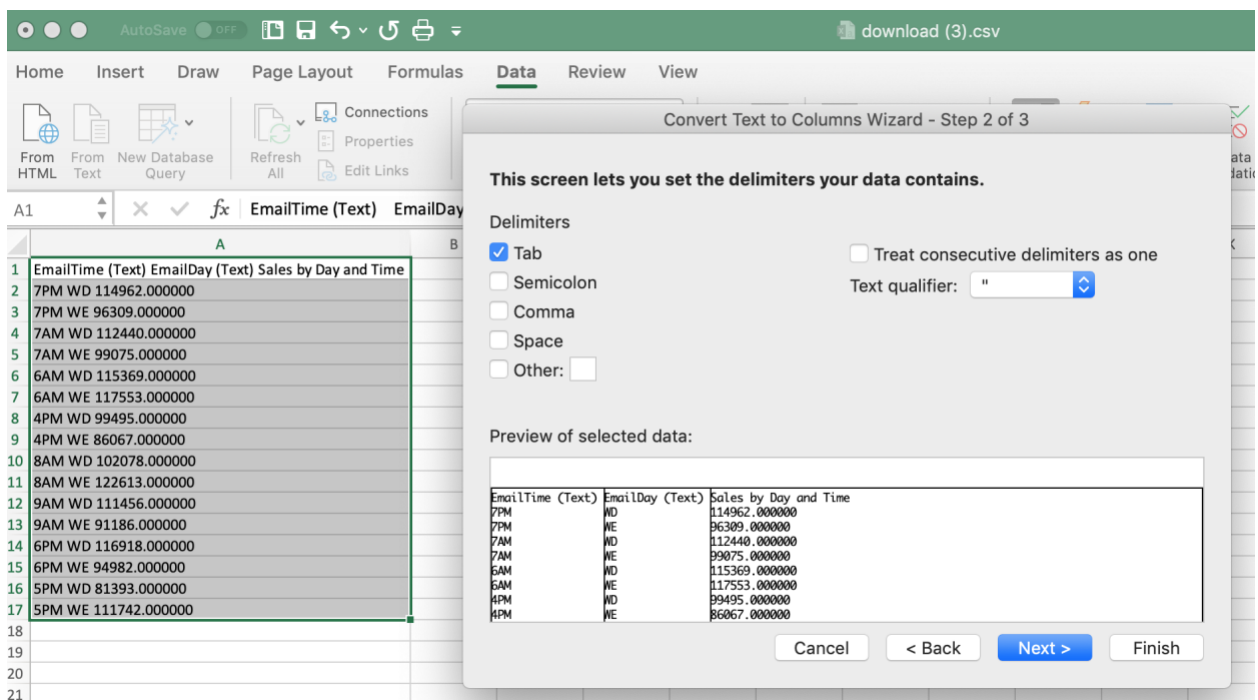 AutoSave OFF download (3).csv
Home Insert Draw Page Layout Formulas Data Review View
From HTML
From Text
New Database Query
Refresh All
Connections
Properties
Edit Links
A1 fx EmailTime (Text) EmailDay
A B K
1 EmailTime (Text) EmailDay (Text) Sales by Day and Time
2 7PM WD 114962.000000
3 7PM WE 96309.000000
4 7AM WD 112440.000000
5 7AM WE 99075.000000
6 6AM WD 115369.000000
7 6AM WE 117553.000000
8 4PM WD 99495.000000
9 4PM WE 86067.000000
10 8AM WD 102078.000000
11 8AM WE 122613.000000
12 9AM WD 111456.000000
13 9AM WE 91186.000000
14 6PM WD 116918.000000
15 6PM WE 94982.000000
16 5PM WD 81393.000000
17 5PM WE 111742.000000
18
19
20
21
Convert Text to Columns Wizard - Step 2 of 3
This screen lets you set the delimiters your data contains.
Delimiters
Tab
Semicolon
Comma
Space
Other:
Treat consecutive delimiters as one
Text qualifier: "
Preview of selected data:
EmailTime (Text) EmailDay (Text) Sales by Day and Time
7PM WD 114962.000000
7PM WE 96309.000000
7AM WD 112440.000000
7AM WE 99075.000000
6AM WD 115369.000000
6AM WE 117553.000000
4PM WD 99495.000000
4PM WE 86067.000000
Cancel < Back Next > Finish